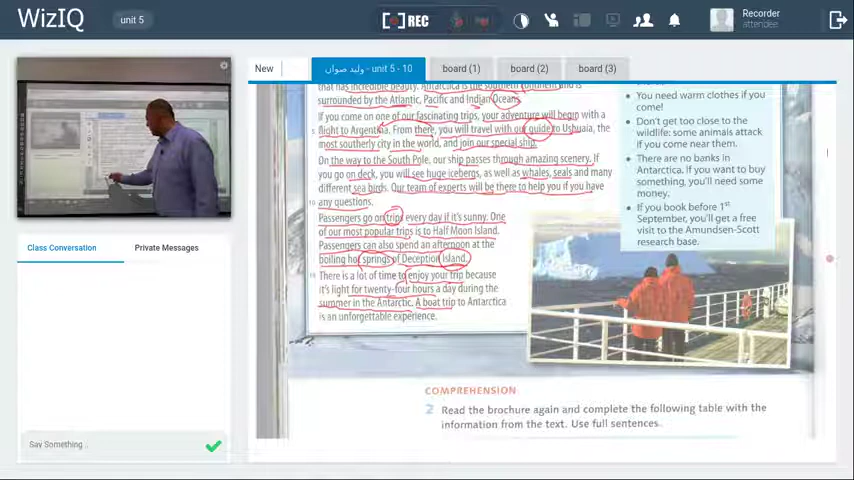 WizIQ
unit 5
REC
Recorder
attendee
New
وليد صوان - unit 5 - 10
board (1)
board (2)
board (3)
Class Conversation
Private Messages
Say Something...
that has incredible beauty. Antarctica is the southern continent and is
surrounded by the Atlantic, Pacific and Indian Oceans.
If you come on one of our fascinating trips, your adventure will begin with a
5 flight to Argentina. From there, you will travel with our guide to Ushuaia, the
most southerly city in the world, and join our special ship.
On the way to the South Pole, our ship passes through amazing scenery. If
you go on deck, you will see huge icebergs, as well as whales, seals and many
different sea birds. Our team of experts will be there to help you if you have
10 any questions.
Passengers go on trips every day if it's sunny. One
of our most popular trips is to Half Moon Island.
Passengers can also spend an afternoon at the
boiling hot springs of Deception Island.
15 There is a lot of time to enjoy your trip because
it's light for twenty-four hours a day during the
summer in the Antarctic. A boat trip to Antarctica
is an unforgettable experience.
• You need warm clothes if you
come!
• Don't get too close to the
wildlife: some animals attack
if you come near them.
• There are no banks in
Antarctica. If you want to buy
something, you'll need some
money.
• If you book before 1st
September, you'll get a free
visit to the Amundsen-Scott
research base.
COMPREHENSION
2 Read the brochure again and complete the following table with the
information from the text. Use full sentences.